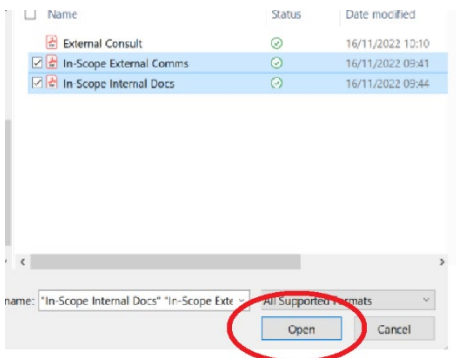 Name Status Date modified
External Consult 16/11/2022 10:10
In-Scope External Comms 16/11/2022 09:41
In-Scope Internal Docs 16/11/2022 09:44
name: "In-Scope Internal Docs" "In-Scope Exte All Supported Formats
Open Cancel